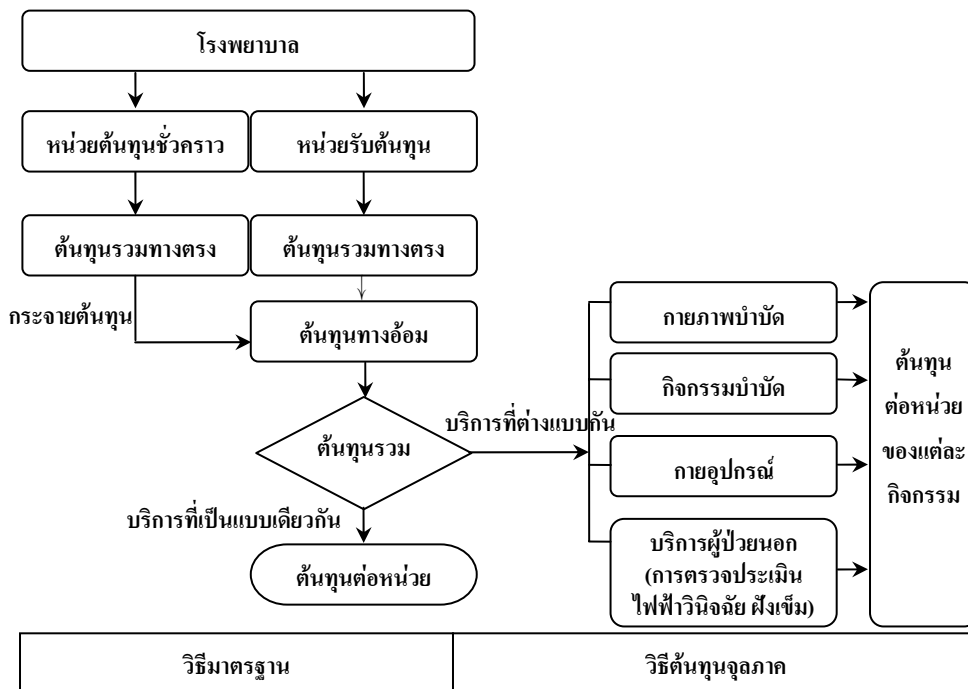 โรงพยาบาล
หน่วยต้นทุนชั่วคราว
หน่วยรับต้นทุน
ต้นทุนรวมทางตรง
ต้นทุนรวมทางตรง
กระจายต้นทุน
ต้นทุนทางอ้อม
ต้นทุนรวม
บริการที่ต่างแบบกัน
บริการที่เป็นแบบเดียวกัน
ต้นทุนต่อหน่วย
กายภาพบำบัด
กิจกรรมบำบัด
กายอุปกรณ์
บริการผู้ป่วยนอก
(การตรวจประเมิน
ไฟฟ้าวินิจฉัย ฝังเข็ม)
ต้นทุน
ต่อหน่วย
ของแต่ละ
กิจกรรม
วิธีมาตรฐาน
วิธีต้นทุนจุลภาค